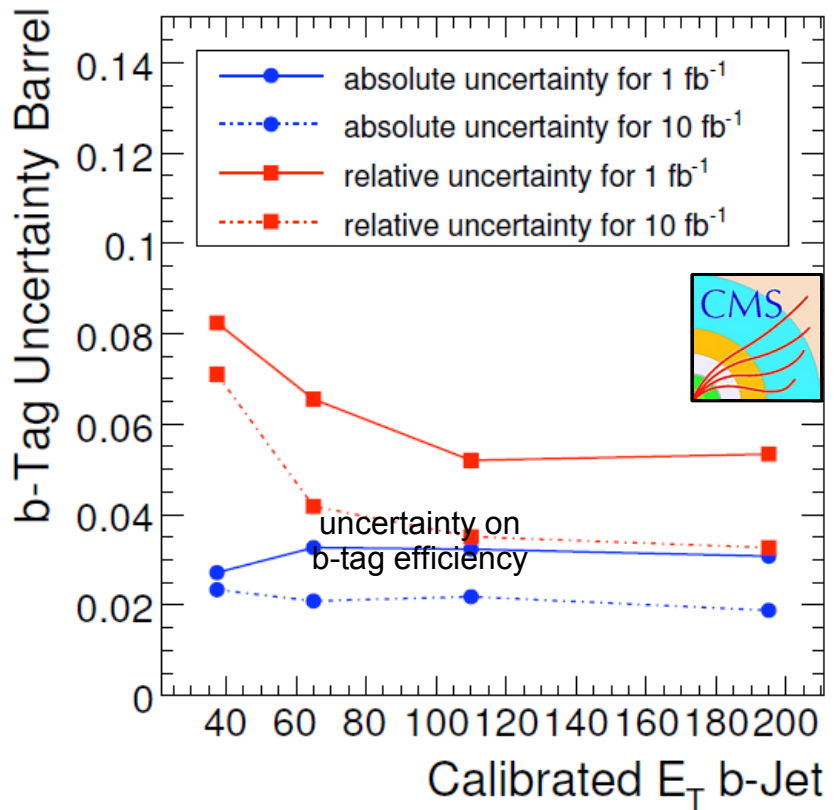 b-Tag Uncertainty Barrel
0.14
0.12
0.1
0.08
0.06
0.04
0.02
0
absolute uncertainty for 1 fb⁻¹
absolute uncertainty for 10 fb⁻¹
relative uncertainty for 1 fb⁻¹
relative uncertainty for 10 fb⁻¹
CMS
uncertainty on
b-tag efficiency
40 60 80 100 120 140 160 180 200
Calibrated E_T b-Jet